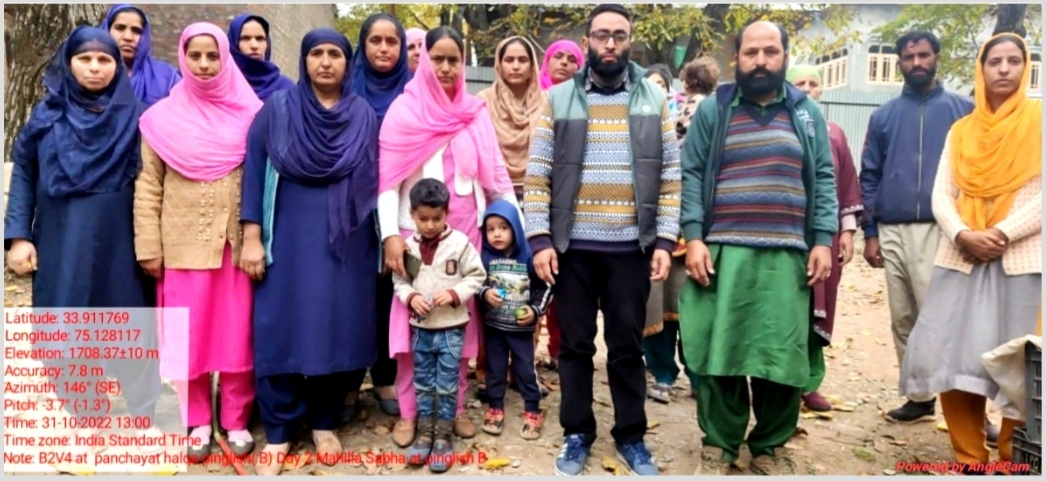 Latitude: 33.911769
Longitude: 75.128117
Elevation: 1708.37±10 m
Accuracy: 7.8 m
Azimuth: 146° (SE)
Pitch: -3.7° (-1.3°)
Time: 31-10-2022 13:00
Time zone: India Standard Time
Note: B2V4 at panchayat halqa pinglish( B) Day 2 Mahilla Sabha at pinglish B
Powered by AngleCam